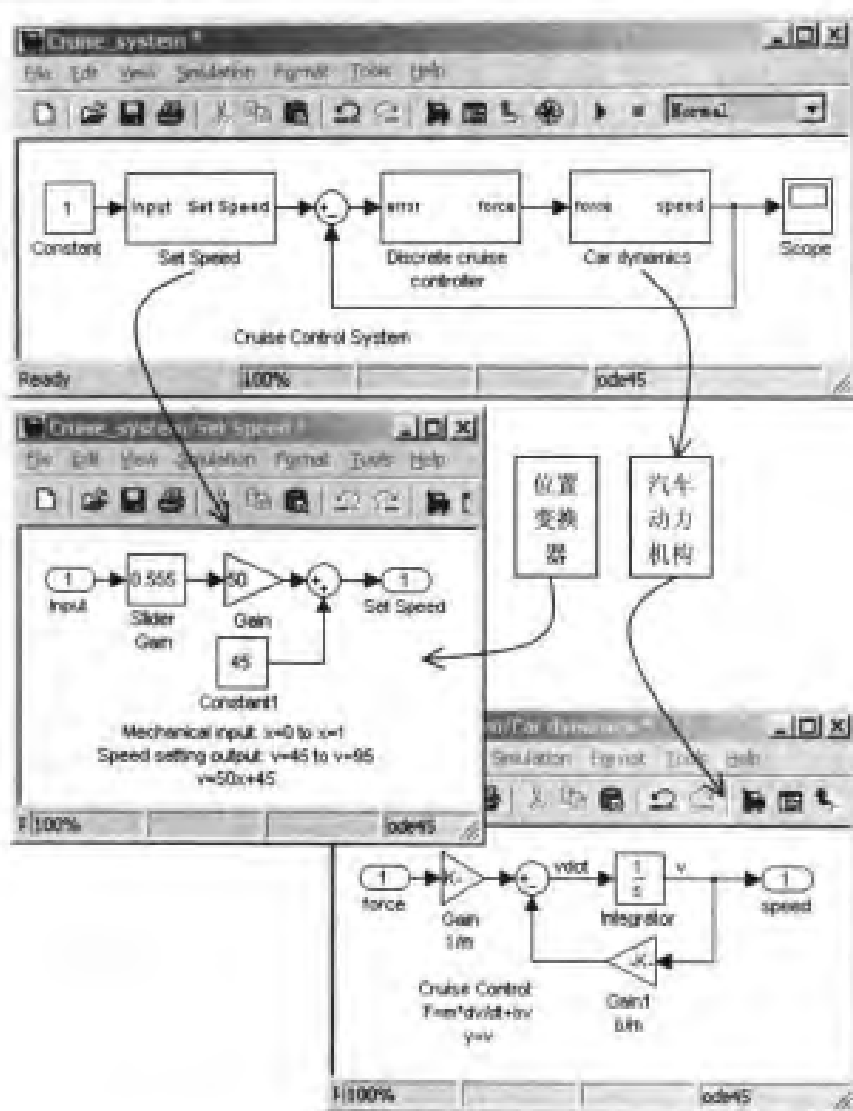 Cruise_system *
File Edit View Simulation Format Tools Help
Normal
1
Constant
Input Set Speed
Set Speed
error force
Discrete cruise controller
force speed
Car dynamics
Scope
Cruise Control System
Ready 100% ode45
Cruise_system/Set Speed *
File Edit View Simulation Format Tools Help
位置
变换
器
汽车
动力
机构
1
Input
0.555
Slider
Gain
50
Gain
1
Set Speed
45
Constant1
Mechanical input: x=0 to x=1
Speed setting output: v=45 to v=95
v=50x+45
100% ode45
/Car dynamics *
Simulation Format Tools Help
1
force
-K-
Gain
1/m
vdot
1
s
Integrator
v
1
speed
-K-
Gain1
b/m
Cruise Control
F=m*dv/dt+bv
y=v
100% ode45